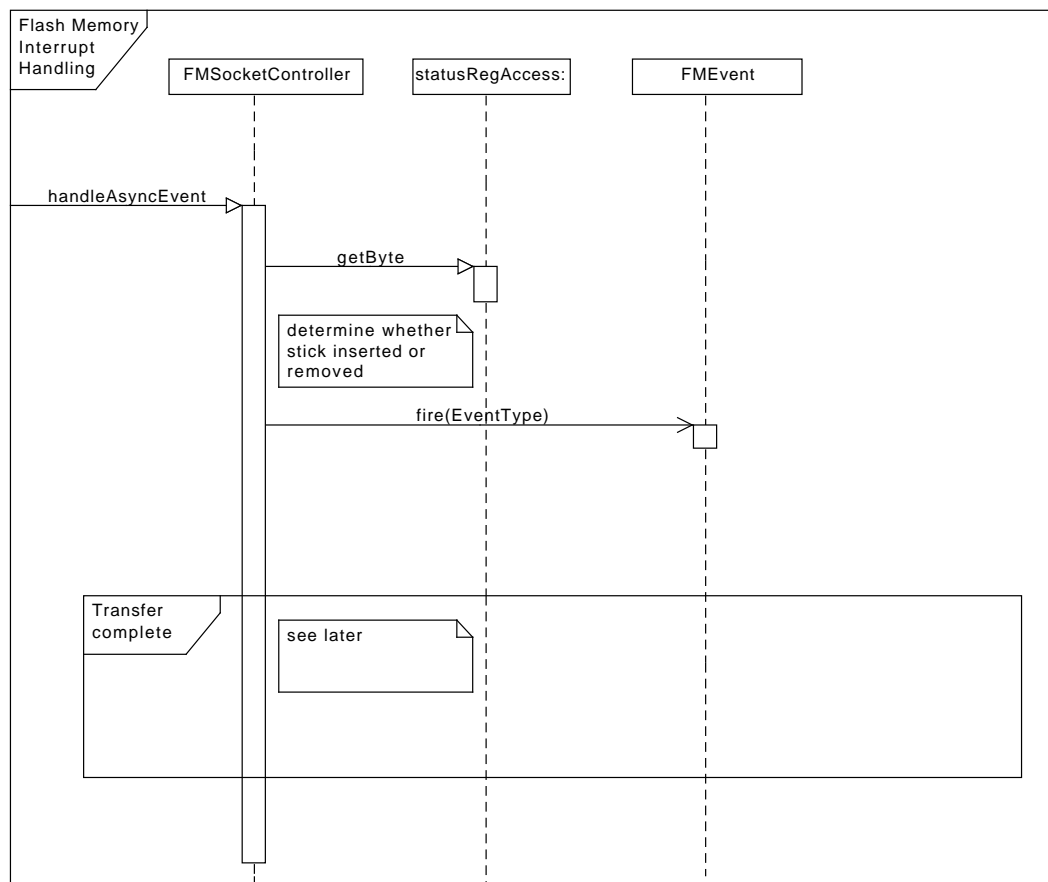 Flash Memory
Interrupt
Handling
FMSocketController
statusRegAccess:
FMEvent
handleAsyncEvent
getByte
determine whether
stick inserted or
removed
fire(EventType)
Transfer
complete
see later